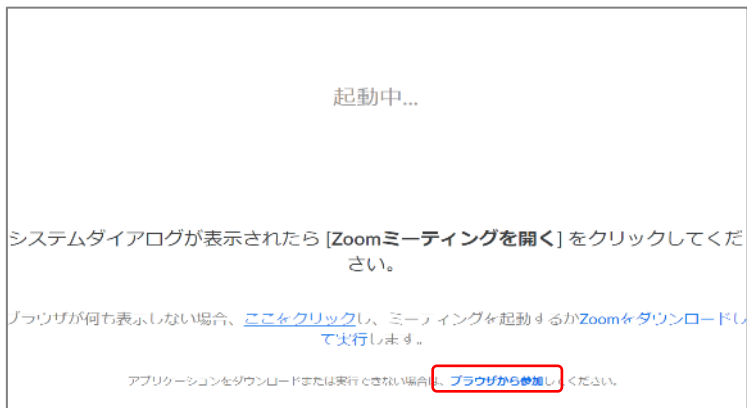 起動中...
システムダイアログが表示されたら [Zoomミーティングを開く] をクリックしてくだ
さい。
ブラウザが何も表示しない場合、ここをクリックし、ミーティングを起動するかZoomをダウンロードし
て実行します。
アプリケーションをダウンロードまたは実行できない場合は、ブラウザから参加してください。